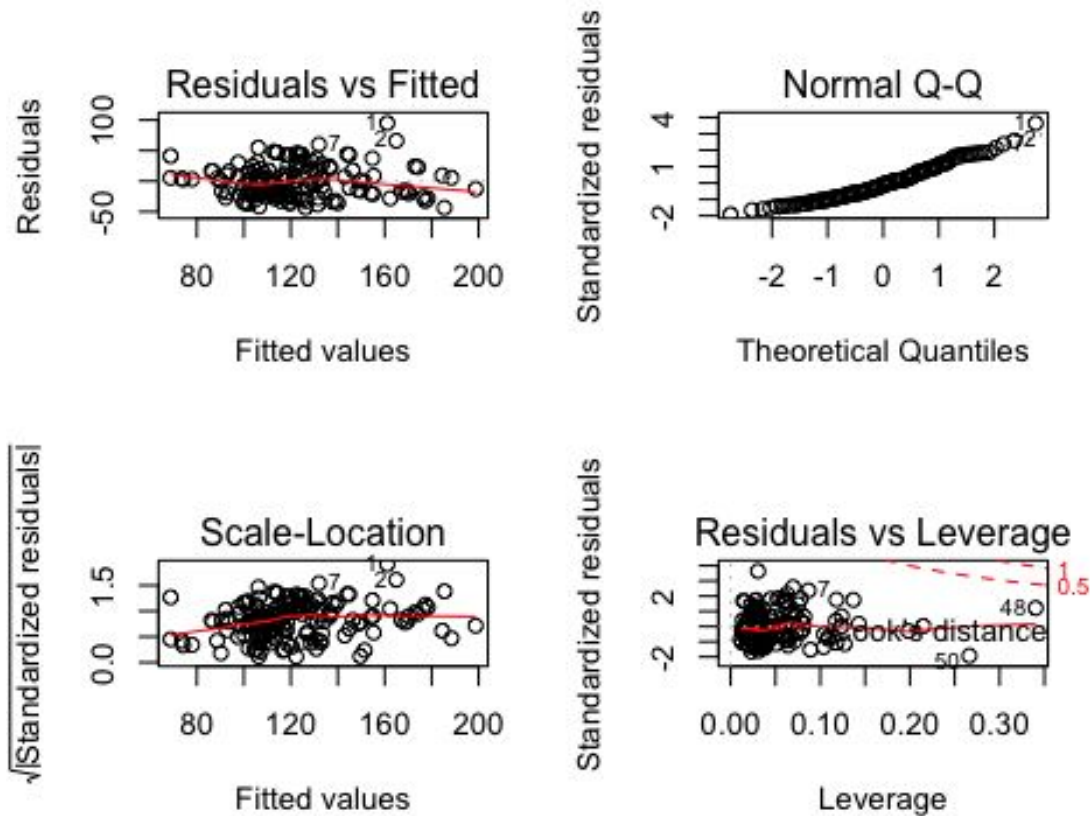 Residuals vs Fitted
Residuals
100
-50
1
2
7
80 120 160 200
Fitted values
Normal Q-Q
Standardized residuals
4
1
-2
1
2
-2 -1 0 1 2
Theoretical Quantiles
Scale-Location
√|Standardized residuals|
1.5
0.0
1
2
7
80 120 160 200
Fitted values
Residuals vs Leverage
Standardized residuals
2
-2
7
48
50
Cook's distance
1
0.5
0.00 0.10 0.20 0.30
Leverage